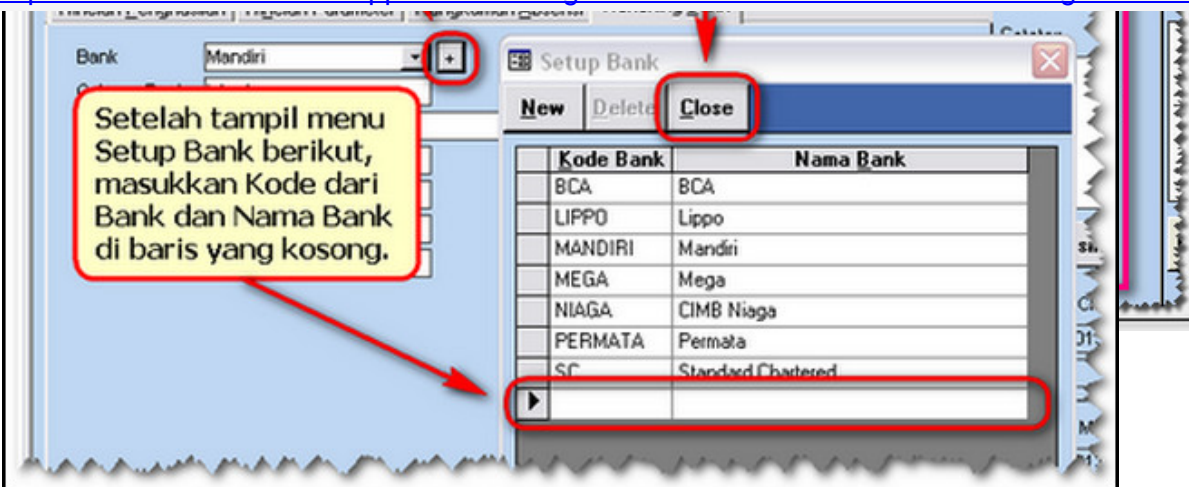 Bank Mandiri +
Setup Bank
New Delete Close
Setelah tampil menu
Setup Bank berikut,
masukkan Kode dari
Bank dan Nama Bank
di baris yang kosong.
Kode Bank Nama Bank
BCA BCA
LIPPO Lippo
MANDIRI Mandiri
MEGA Mega
NIAGA CIMB Niaga
PERMATA Permata
SC Standard Chartered